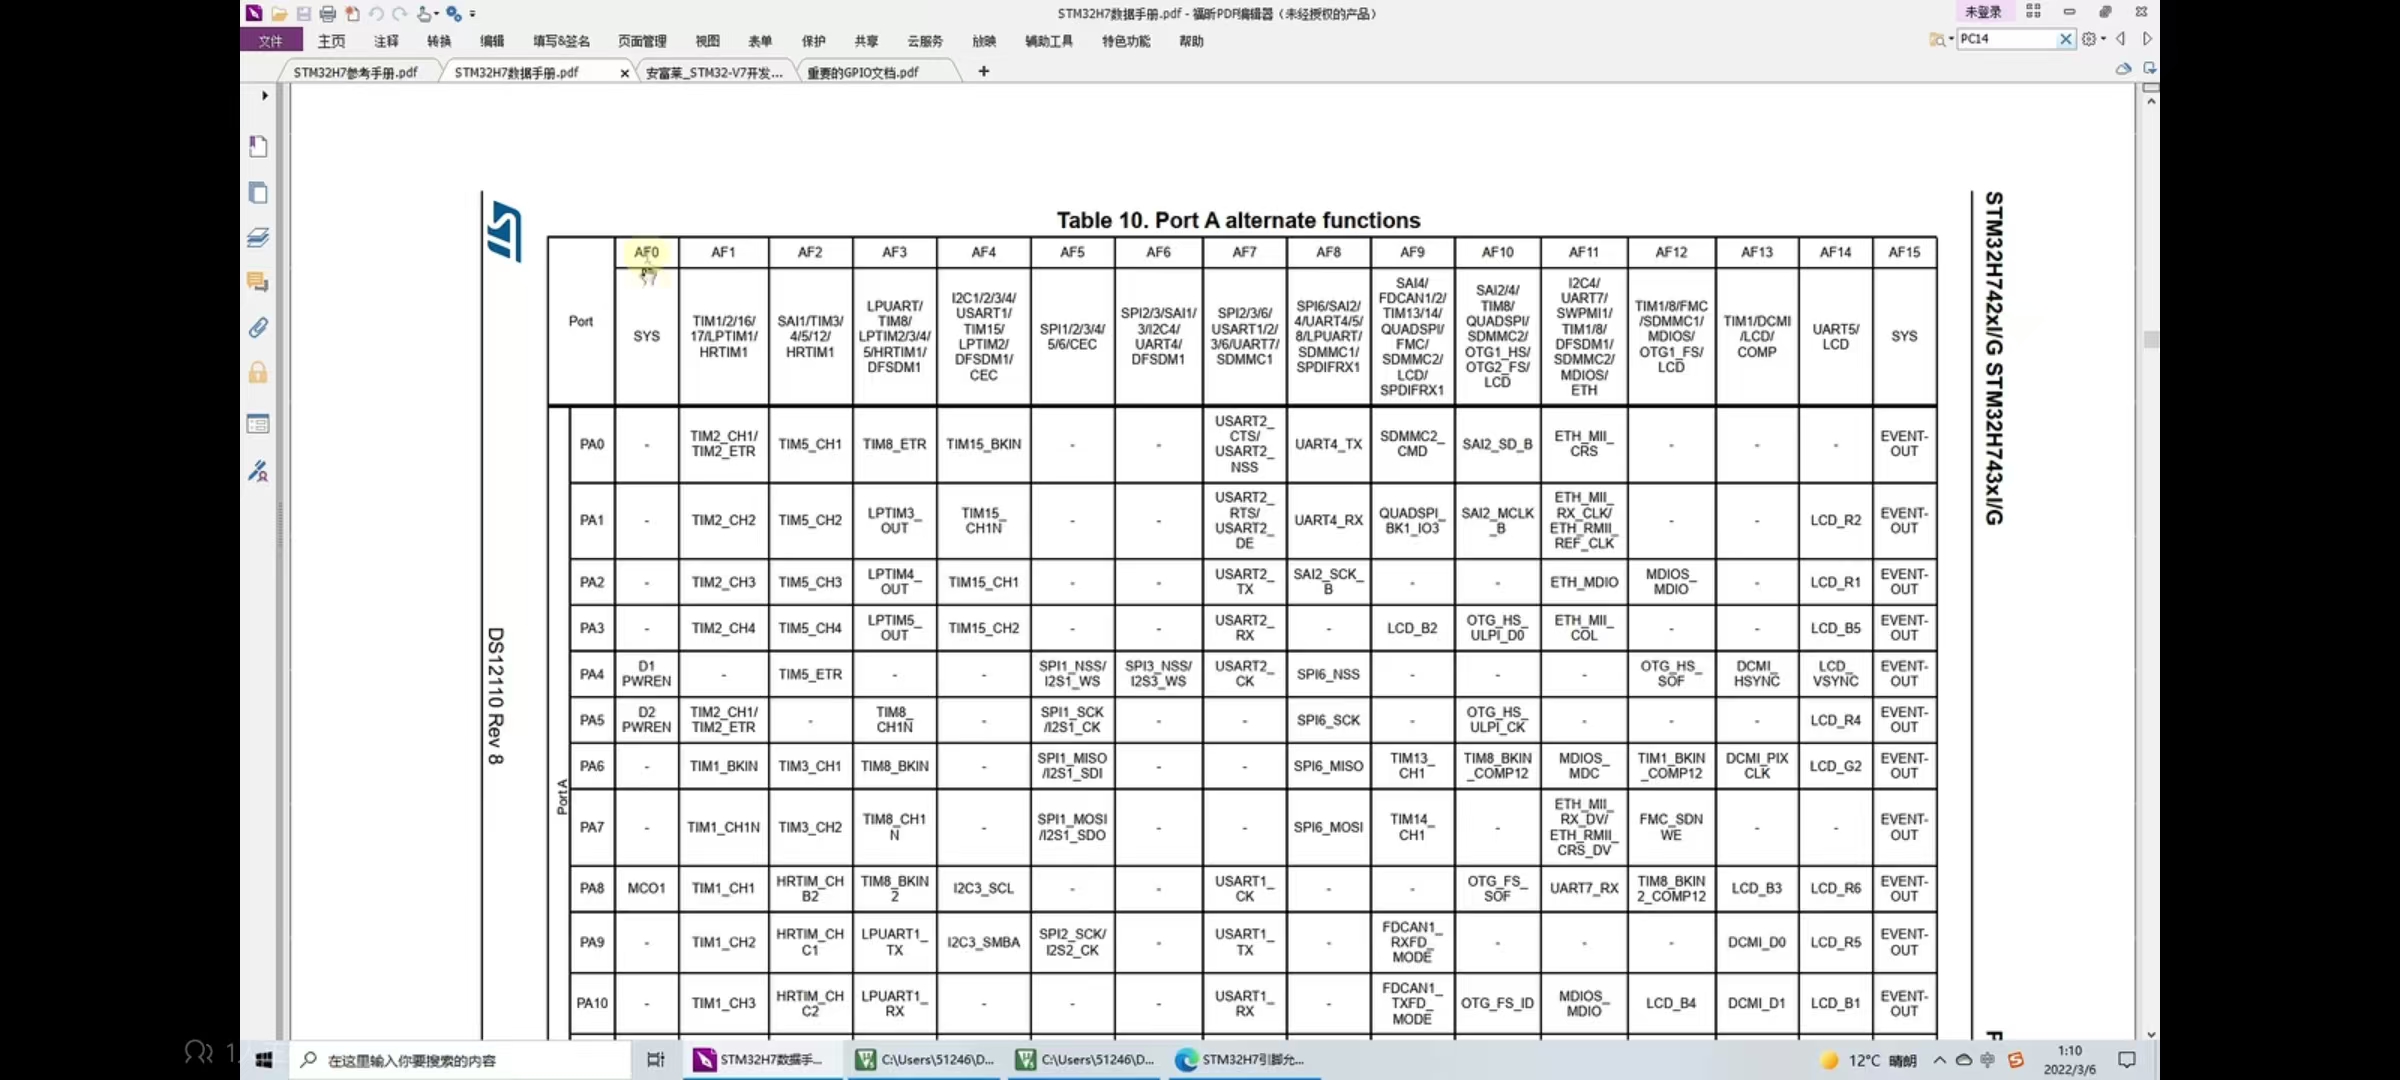 STM32H7数据手册.pdf - 福昕PDF编辑器（未经授权的产品）
未登录
文件 主页 注释 转换 编辑 填写&签名 页面管理 视图 表单 保护 共享 云服务 放映 辅助工具 特色功能 帮助
PC14
STM32H7参考手册.pdf
STM32H7数据手册.pdf
安富莱_STM32-V7开发...
重要的GPIO文档.pdf
Table 10. Port A alternate functions
Port AF0 AF1 AF2 AF3 AF4 AF5 AF6 AF7 AF8 AF9 AF10 AF11 AF12 AF13 AF14 AF15
SYS
TIM1/2/16/
17/LPTIM1/
HRTIM1
SAI1/TIM3/
4/5/12/
HRTIM1
LPUART/
TIM8/
LPTIM2/3/4/
5/HRTIM1/
DFSDM1
I2C1/2/3/4/
USART1/
TIM15/
LPTIM2/
DFSDM1/
CEC
SPI1/2/3/4/
5/6/CEC
SPI2/3/SAI1/
3/I2C4/
UART4/
DFSDM1
SPI2/3/6/
USART1/2/
3/6/UART7/
SDMMC1
SPI6/SAI2/
4/UART4/5/
8/LPUART/
SDMMC1/
SPDIFRX1
SAI4/
FDCAN1/2/
TIM13/14/
QUADSPI/
FMC/
SDMMC2/
LCD/
SPDIFRX1
SAI2/4/
TIM8/
QUADSPI/
SDMMC2/
OTG1_HS/
OTG2_FS/
LCD
I2C4/
UART7/
SWPMI1/
TIM1/8/
DFSDM1/
SDMMC2/
MDIOS/
ETH
TIM1/8/FMC
/SDMMC1/
MDIOS/
OTG1_FS/
LCD
TIM1/DCMI
/LCD/
COMP
UART5/
LCD
SYS
Port A
PA0 - TIM2_CH1/TIM2_ETR TIM5_CH1 TIM8_ETR TIM15_BKIN - - USART2_CTS/USART2_NSS UART4_TX SDMMC2_CMD SAI2_SD_B ETH_MII_CRS - - - EVENT-OUT
PA1 - TIM2_CH2 TIM5_CH2 LPTIM3_OUT TIM15_CH1N - - USART2_RTS/USART2_DE UART4_RX QUADSPI_BK1_IO3 SAI2_MCLK_B ETH_MII_RX_CLK/ETH_RMII_REF_CLK - - LCD_R2 EVENT-OUT
PA2 - TIM2_CH3 TIM5_CH3 LPTIM4_OUT TIM15_CH1 - - USART2_TX SAI2_SCK_B - - ETH_MDIO MDIOS_MDIO - LCD_R1 EVENT-OUT
PA3 - TIM2_CH4 TIM5_CH4 LPTIM5_OUT TIM15_CH2 - - USART2_RX - LCD_B2 OTG_HS_ULPI_D0 ETH_MII_COL - - LCD_B5 EVENT-OUT
PA4 D1PWREN - TIM5_ETR - - SPI1_NSS/I2S1_WS SPI3_NSS/I2S3_WS USART2_CK SPI6_NSS - - - OTG_HS_SOF DCMI_HSYNC LCD_VSYNC EVENT-OUT
PA5 D2PWREN TIM2_CH1/TIM2_ETR - TIM8_CH1N - SPI1_SCK/I2S1_CK - - SPI6_SCK - OTG_HS_ULPI_CK - - - LCD_R4 EVENT-OUT
PA6 - TIM1_BKIN TIM3_CH1 TIM8_BKIN - SPI1_MISO/I2S1_SDI - - SPI6_MISO TIM13_CH1 TIM8_BKIN_COMP12 MDIOS_MDC TIM1_BKIN_COMP12 DCMI_PIXCLK LCD_G2 EVENT-OUT
PA7 - TIM1_CH1N TIM3_CH2 TIM8_CH1N - SPI1_MOSI/I2S1_SDO - - SPI6_MOSI TIM14_CH1 - ETH_MII_RX_DV/ETH_RMII_CRS_DV FMC_SDNWE - - EVENT-OUT
PA8 MCO1 TIM1_CH1 HRTIM_CHB2 TIM8_BKIN2 I2C3_SCL - - USART1_CK - - OTG_FS_SOF UART7_RX TIM8_BKIN2_COMP12 LCD_B3 LCD_R6 EVENT-OUT
PA9 - TIM1_CH2 HRTIM_CHC1 LPUART1_TX I2C3_SMBA SPI2_SCK/I2S2_CK - USART1_TX - FDCAN1_RXFD_MODE - - - DCMI_D0 LCD_R5 EVENT-OUT
PA10 - TIM1_CH3 HRTIM_CHC2 LPUART1_RX - - - USART1_RX - FDCAN1_TXFD_MODE OTG_FS_ID MDIOS_MDIO LCD_B4 DCMI_D1 LCD_B1 EVENT-OUT
DS12110 Rev 8
STM32H742xI/G STM32H743xI/G
在这里输入你要搜索的内容
STM32H7数据手...
C:\Users\51246\D...
C:\Users\51246\D...
STM32H7引脚允...
12°C 晴朗
中
1:10
2022/3/6